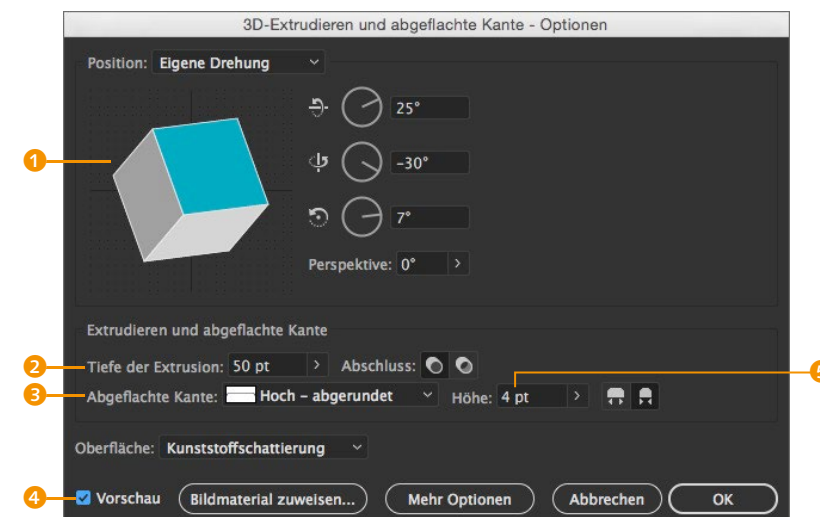 3D-Extrudieren und abgeflachte Kante - Optionen
Position: Eigene Drehung
25°
1
-30°
7°
Perspektive: 0°
Extrudieren und abgeflachte Kante
2 Tiefe der Extrusion: 50 pt Abschluss:
3 Abgeflachte Kante: Hoch – abgerundet Höhe: 4 pt 5
Oberfläche: Kunststoffschattierung
4 Vorschau Bildmaterial zuweisen... Mehr Optionen Abbrechen OK